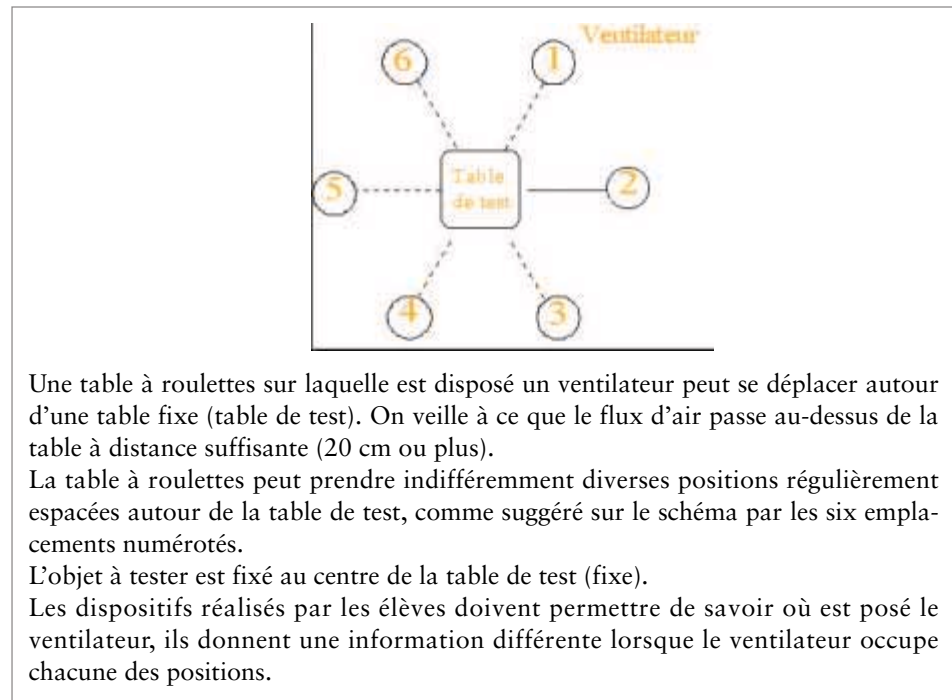 Ventilateur
6
1
Table
de test
5
2
4
3
Une table à roulettes sur laquelle est disposé un ventilateur peut se déplacer autour
d'une table fixe (table de test). On veille à ce que le flux d'air passe au-dessus de la
table à distance suffisante (20 cm ou plus).
La table à roulettes peut prendre indifféremment diverses positions régulièrement
espacées autour de la table de test, comme suggéré sur le schéma par les six empla-
cements numérotés.
L'objet à tester est fixé au centre de la table de test (fixe).
Les dispositifs réalisés par les élèves doivent permettre de savoir où est posé le
ventilateur, ils donnent une information différente lorsque le ventilateur occupe
chacune des positions.